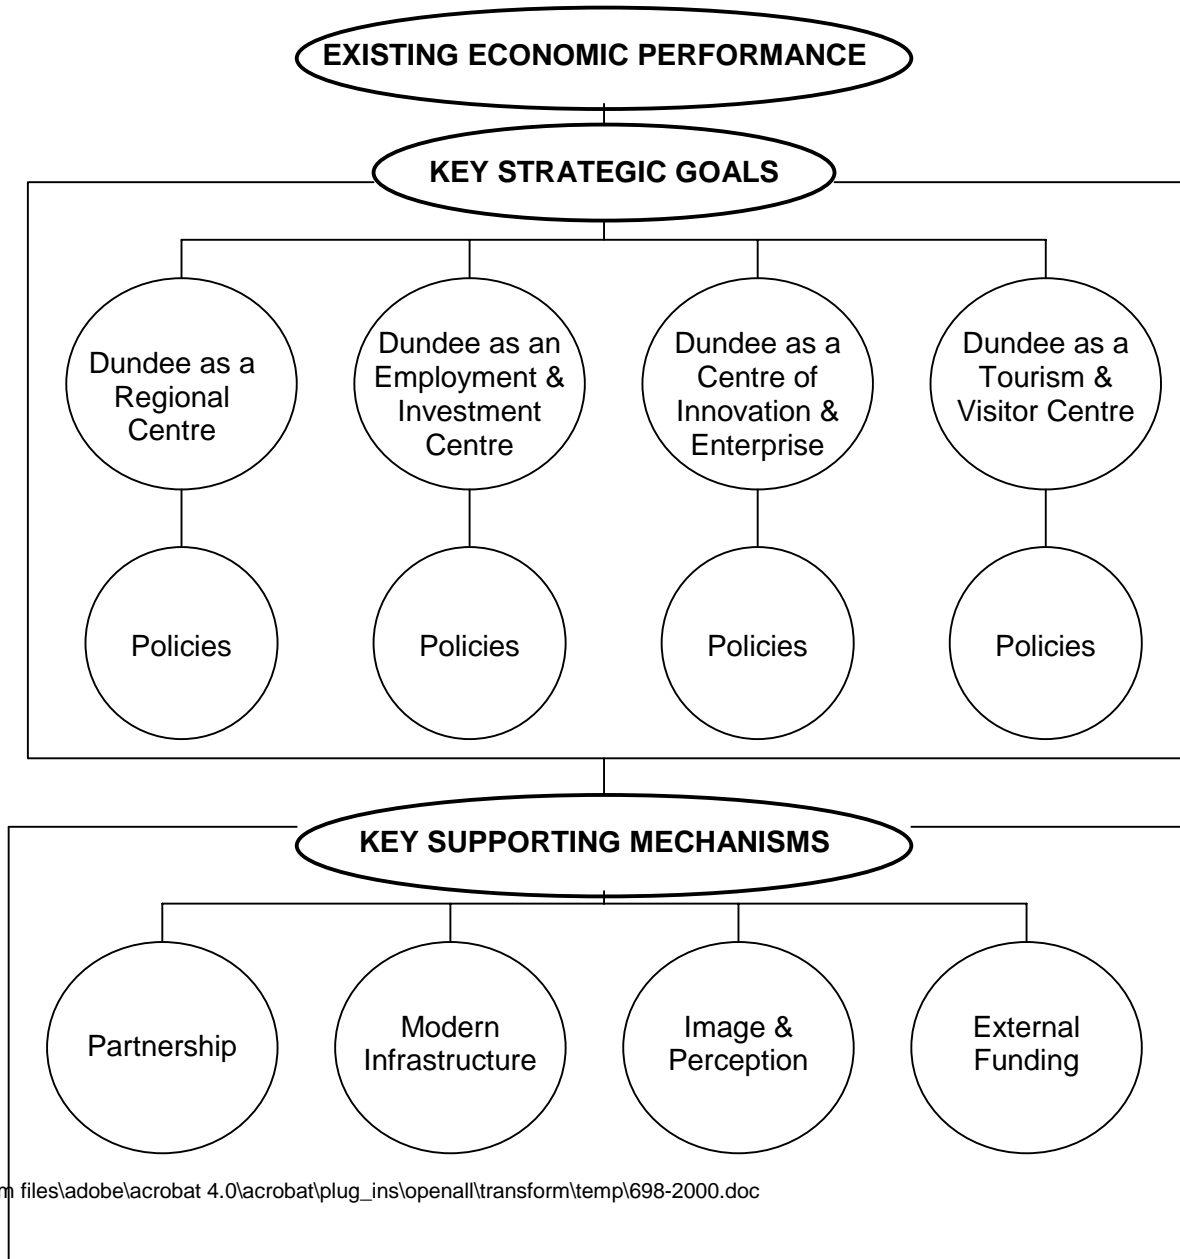 EXISTING ECONOMIC PERFORMANCE
KEY STRATEGIC GOALS
Dundee as a
Regional
Centre
Dundee as an
Employment &
Investment
Centre
Dundee as a
Centre of
Innovation &
Enterprise
Dundee as a
Tourism &
Visitor Centre
Policies
Policies
Policies
Policies
KEY SUPPORTING MECHANISMS
Partnership
Modern
Infrastructure
Image &
Perception
External
Funding
m files\adobe\acrobat 4.0\acrobat\plug_ins\openall\transform\temp\698-2000.doc